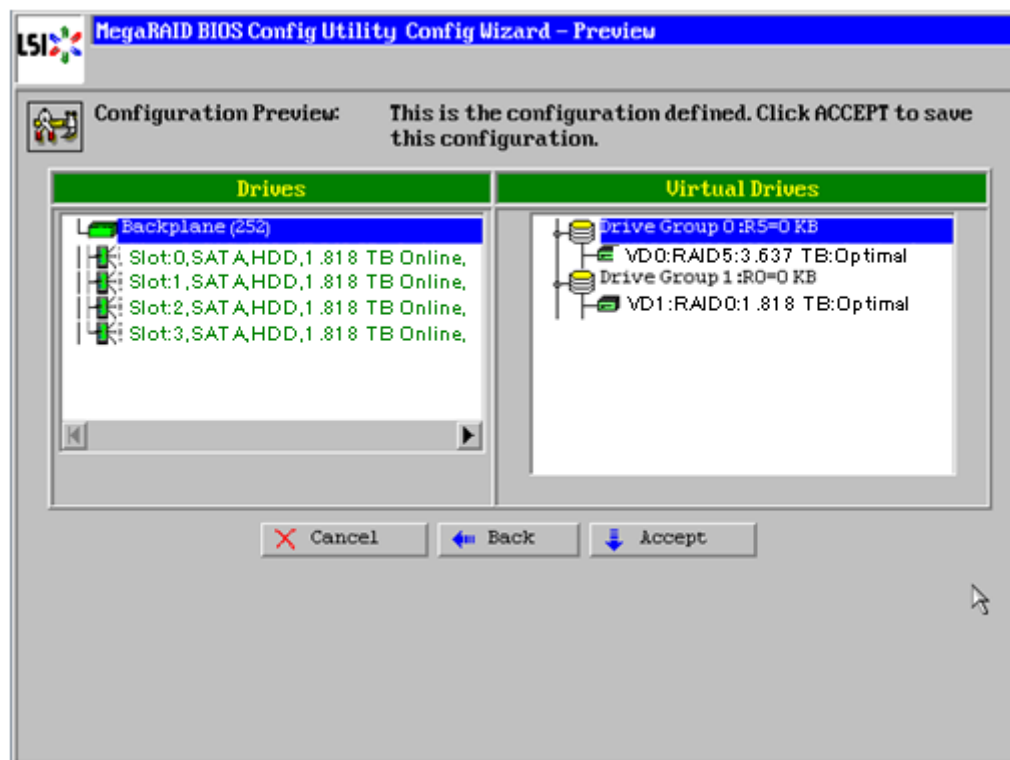 LSI
MegaRAID BIOS Config Utility Config Wizard – Preview
Configuration Preview:
This is the configuration defined. Click ACCEPT to save
this configuration.
Drives
Backplane (252)
Slot:0,SATA,HDD,1.818 TB Online,
Slot:1,SATA,HDD,1.818 TB Online,
Slot:2,SATA,HDD,1.818 TB Online,
Slot:3,SATA,HDD,1.818 TB Online,
Virtual Drives
Drive Group 0 :R5=0 KB
VD0:RAID5:3.637 TB:Optimal
Drive Group 1 :R0=0 KB
VD1:RAID0:1.818 TB:Optimal
Cancel
Back
Accept